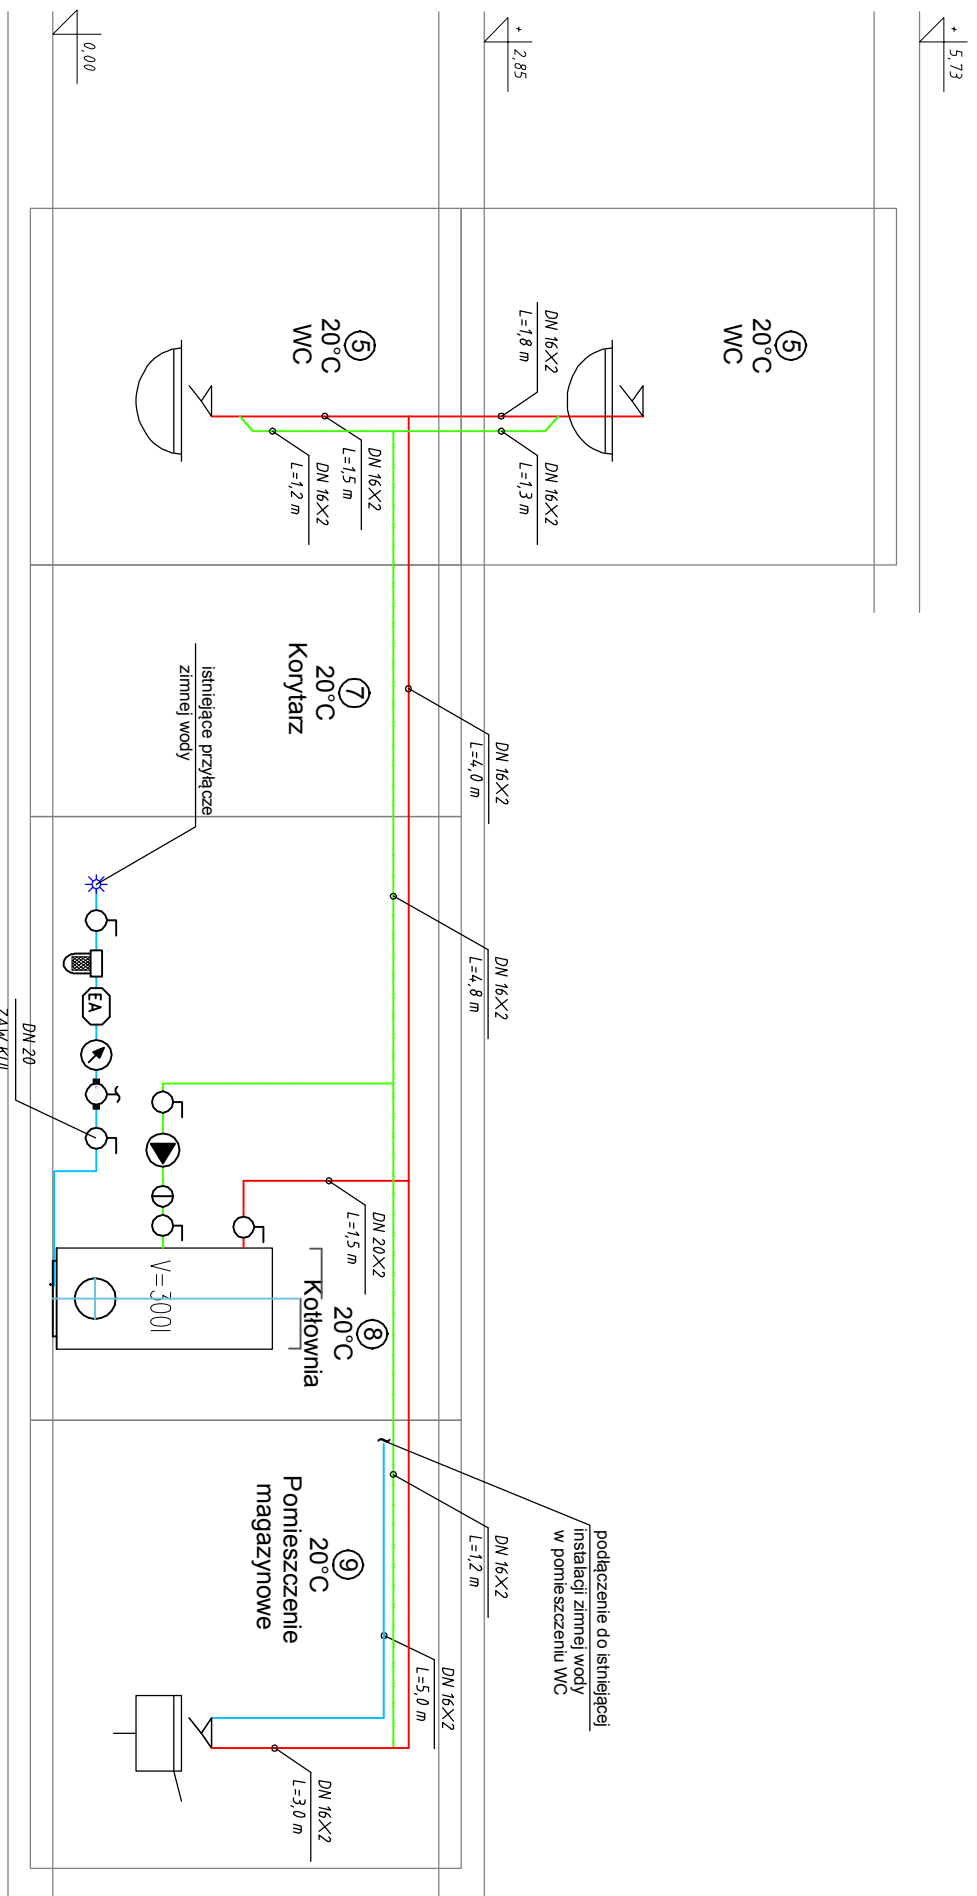 + 5,73
+ 2,85
0,00
5
20°C
WC
5
20°C
WC
DN 16X2
L=1,8 m
DN 16X2
L=1,3 m
DN 16X2
L=1,5 m
DN 16X2
L=1,2 m
7
20°C
Korytarz
DN 16X2
L=4,0 m
DN 16X2
L=4,8 m
istniejące przyłącze
zimnej wody
EA
DN 20
ZAW.KUL
DN 20X2
L=1,5 m
V=300l
8
20°C
Kotłownia
9
20°C
Pomieszczenie
magazynowe
podłączenie do istniejącej
instalacji zimnej wody
w pomieszczeniu WC
DN 16X2
L=1,2 m
DN 16X2
L=5,0 m
DN 16X2
L=3,0 m